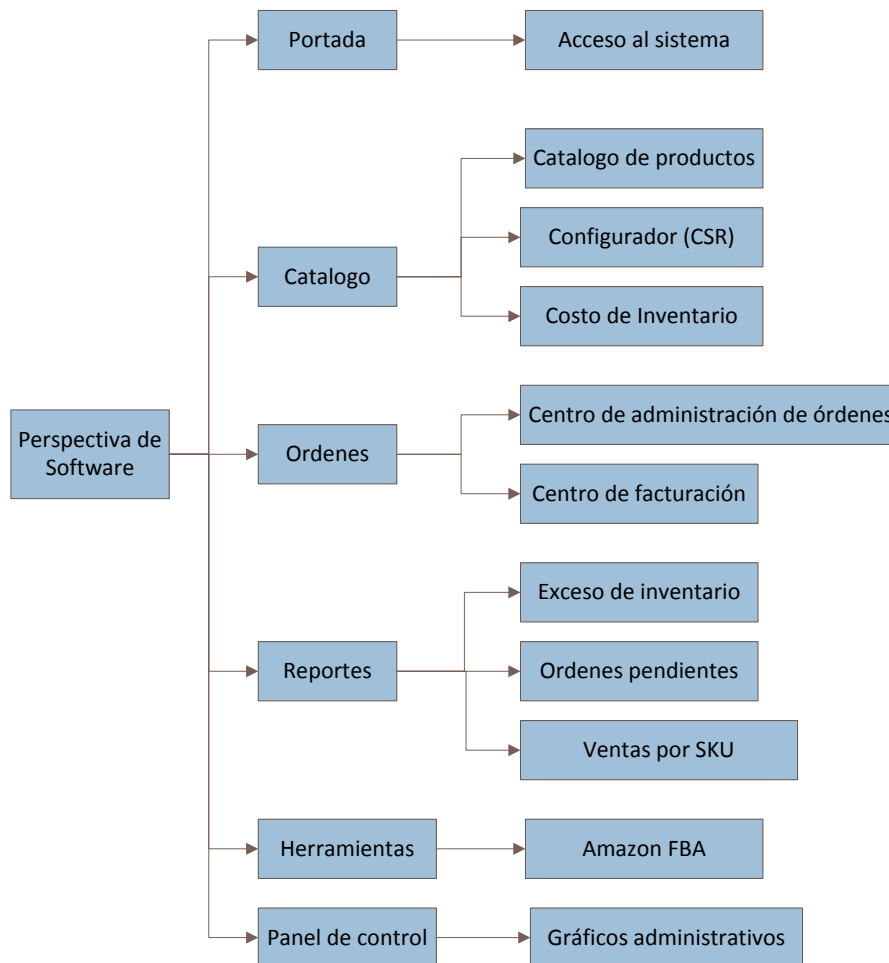 Portada
Acceso al sistema
Catalogo de productos
Configurador (CSR)
Catalogo
Costo de Inventario
Perspectiva de
Software
Centro de administración de órdenes
Ordenes
Centro de facturación
Exceso de inventario
Reportes
Ordenes pendientes
Ventas por SKU
Herramientas
Amazon FBA
Panel de control
Gráficos administrativos